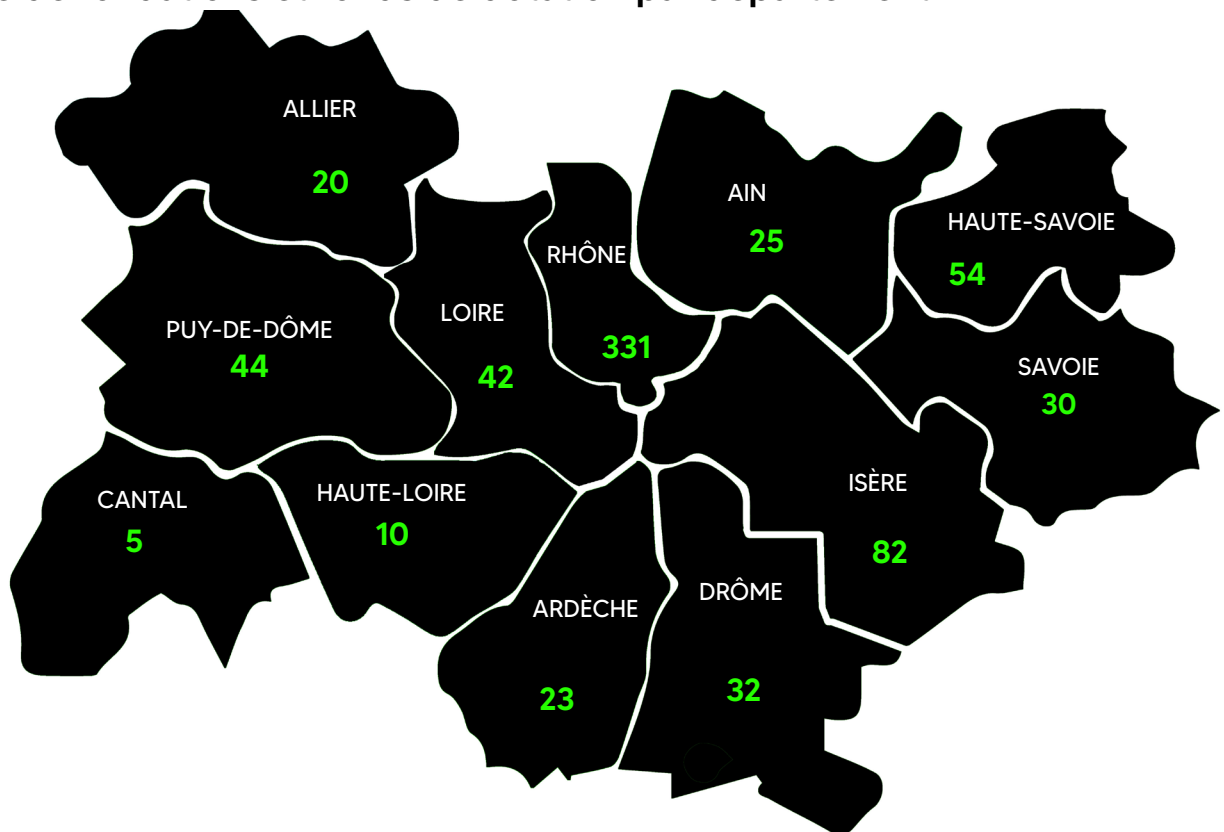 ALLIER
20
AIN
25
HAUTE-SAVOIE
54
RHÔNE
331
LOIRE
42
PUY-DE-DÔME
44
SAVOIE
30
CANTAL
5
HAUTE-LOIRE
10
ISÈRE
82
ARDÈCHE
23
DRÔME
32